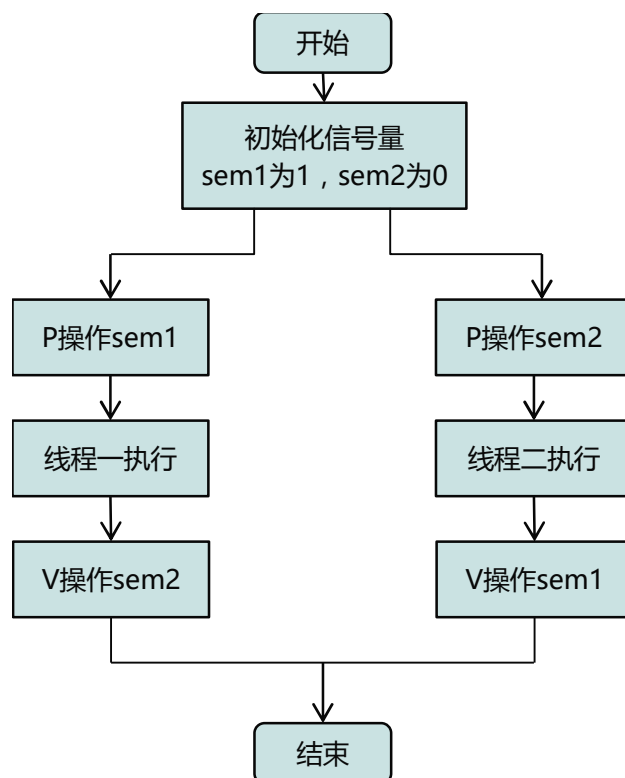 开始
初始化信号量
sem1为1，sem2为0
P操作sem1
P操作sem2
线程一执行
线程二执行
V操作sem2
V操作sem1
结束